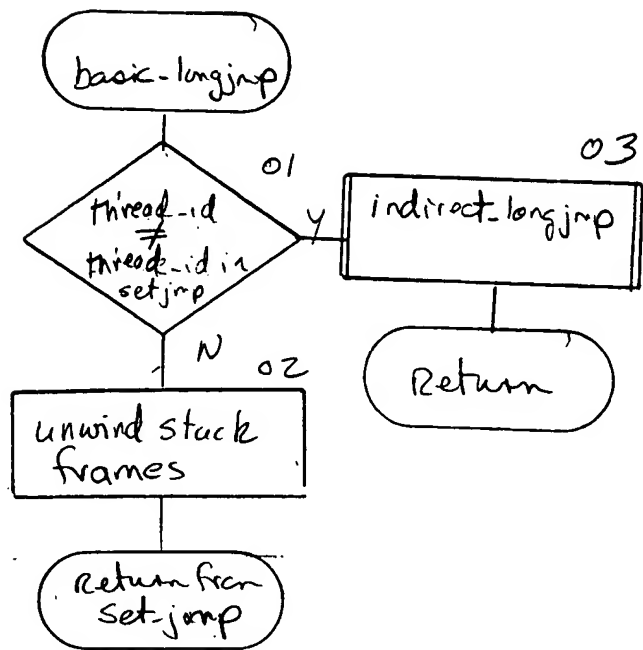 basic-longjmp
01
thread-id
≠
thread-id in
setjmp
Y
03
indirect-longjmp
Return
N
02
unwind stack
frames
Return from
set-jomp